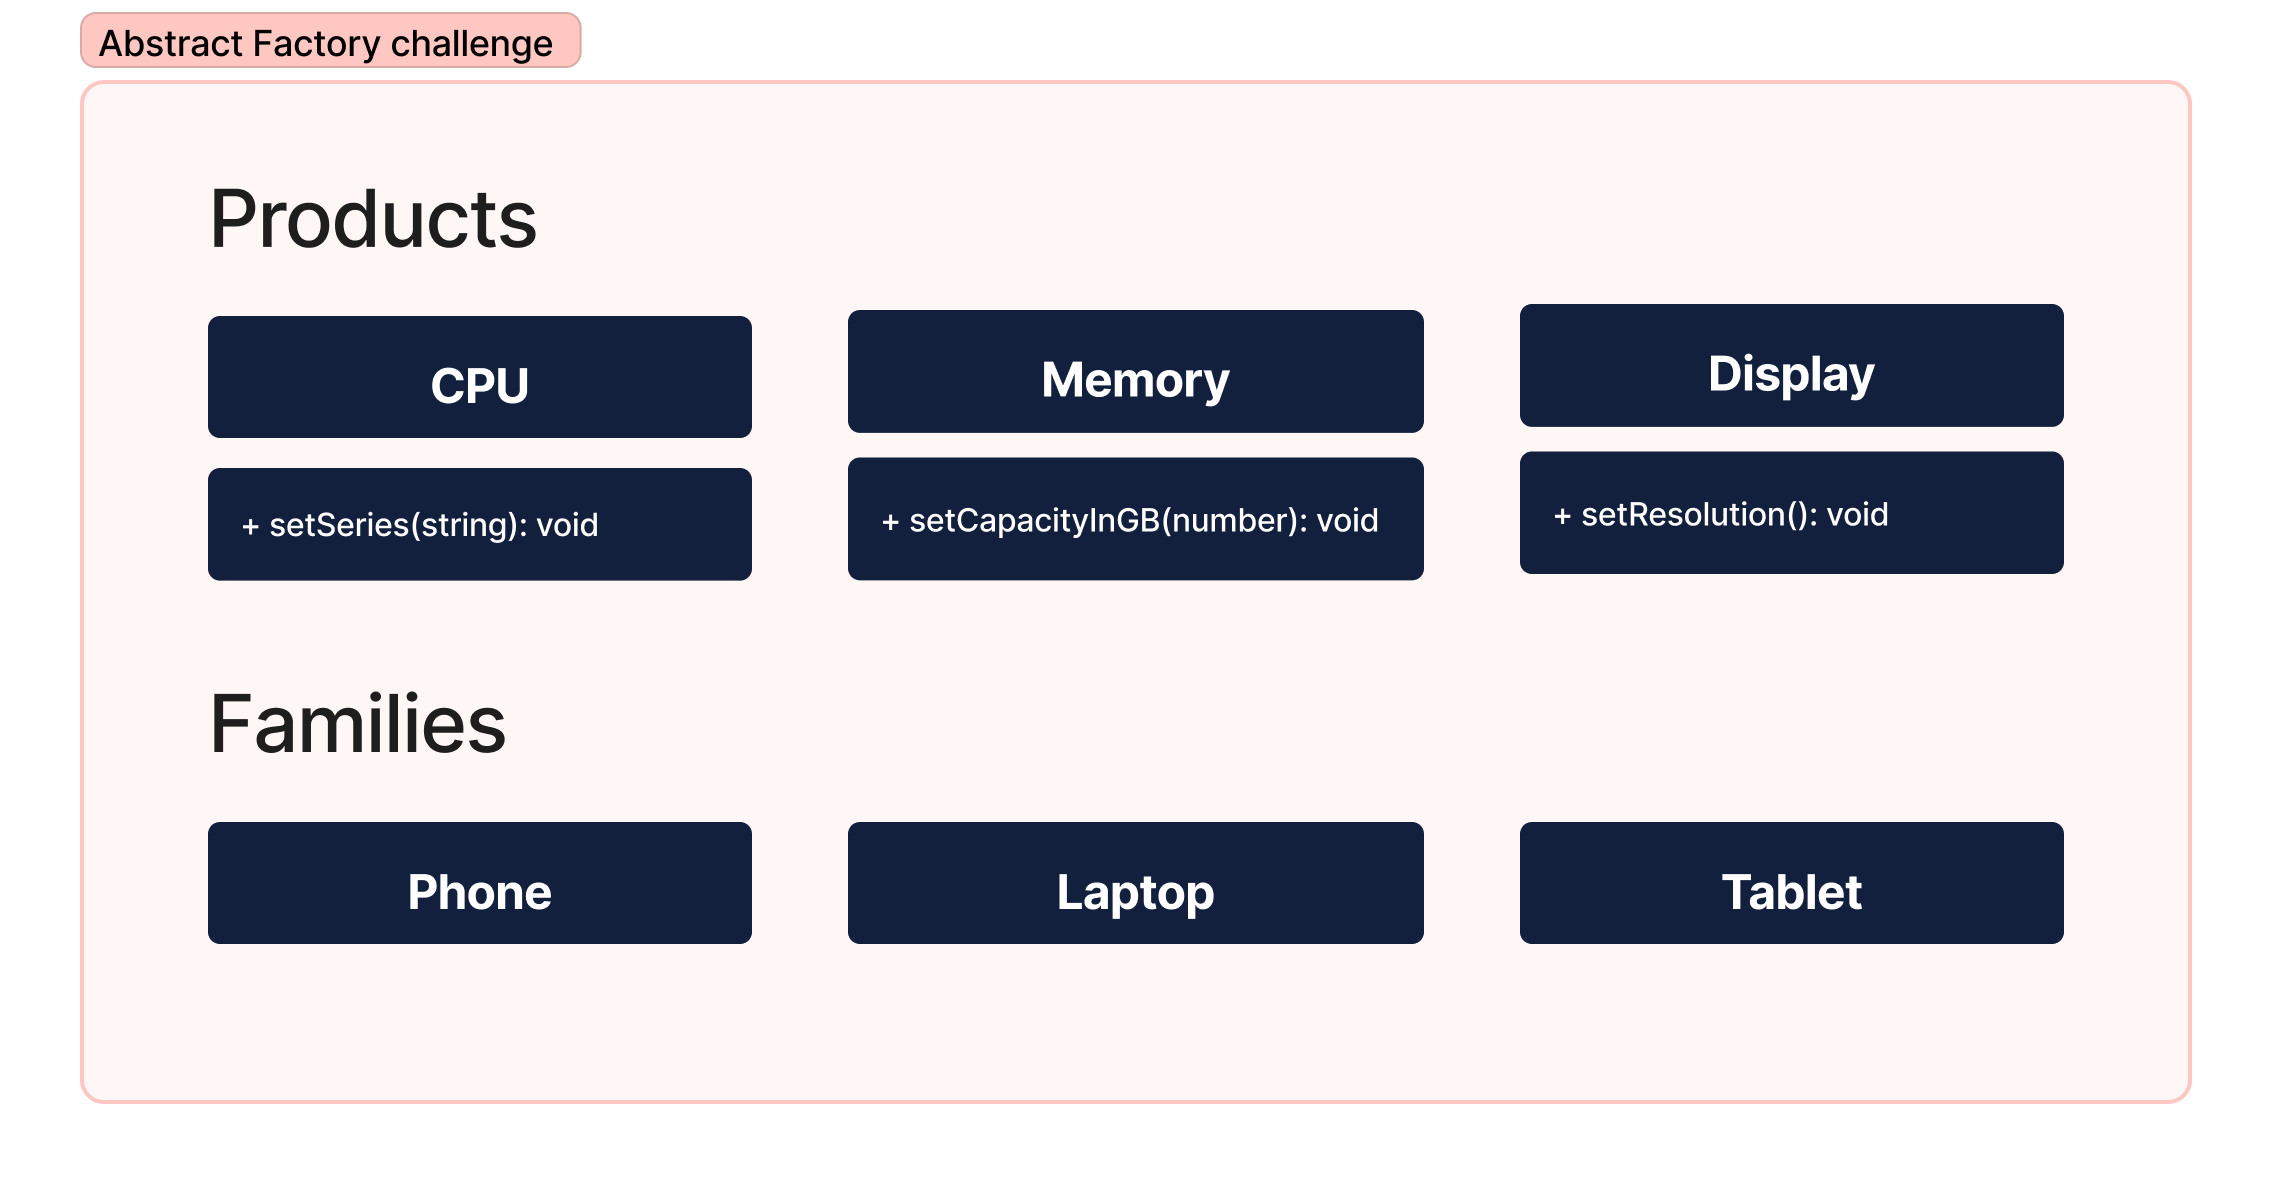 Abstract Factory challenge
Products
CPU
Memory
Display
+ setSeries(string): void
+ setCapacityInGB(number): void
+ setResolution(): void
Families
Phone
Laptop
Tablet